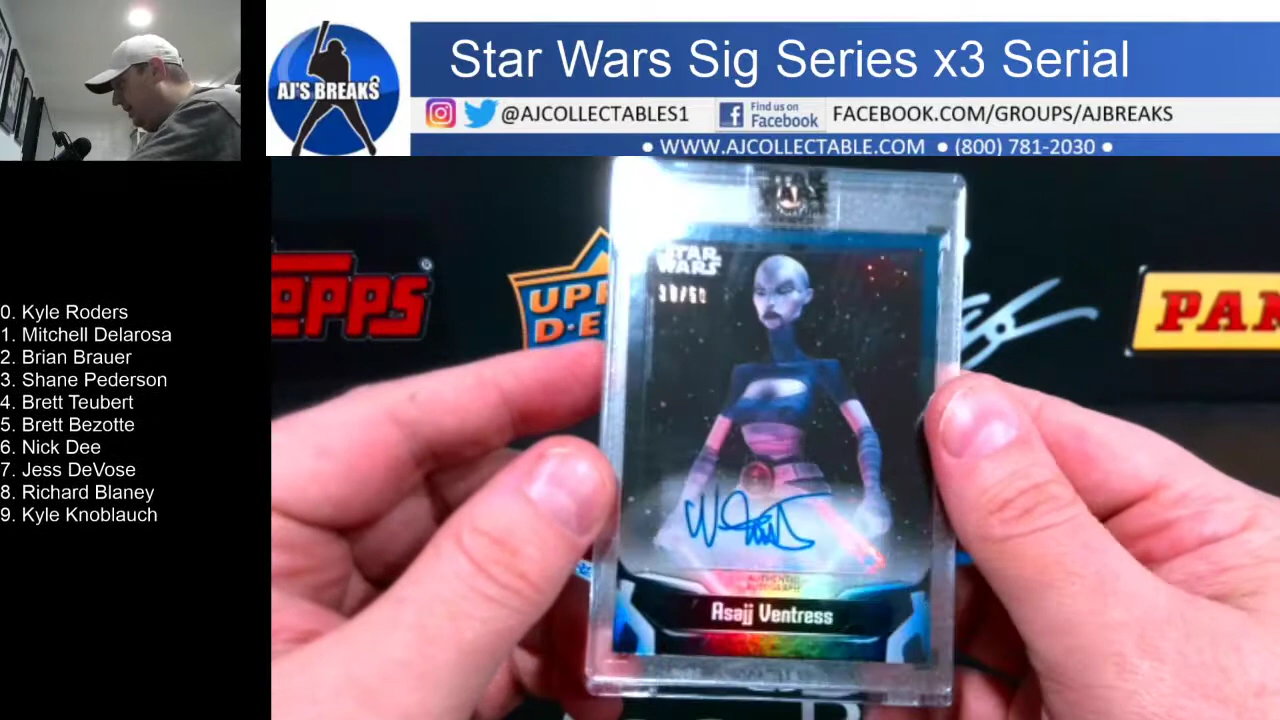 AJ'S BREAKS
Star Wars Sig Series x3 Serial
@AJCOLLECTABLES1
Find us on
Facebook
FACEBOOK.COM/GROUPS/AJBREAKS
• WWW.AJCOLLECTABLE.COM • (800) 781-2030 •
0. Kyle Roders
1. Mitchell Delarosa
2. Brian Brauer
3. Shane Pederson
4. Brett Teubert
5. Brett Bezotte
6. Nick Dee
7. Jess DeVose
8. Richard Blaney
9. Kyle Knoblauch
STAR
WARS
AUTHENTIC
AUTOGRAPH
Asajj Ventress